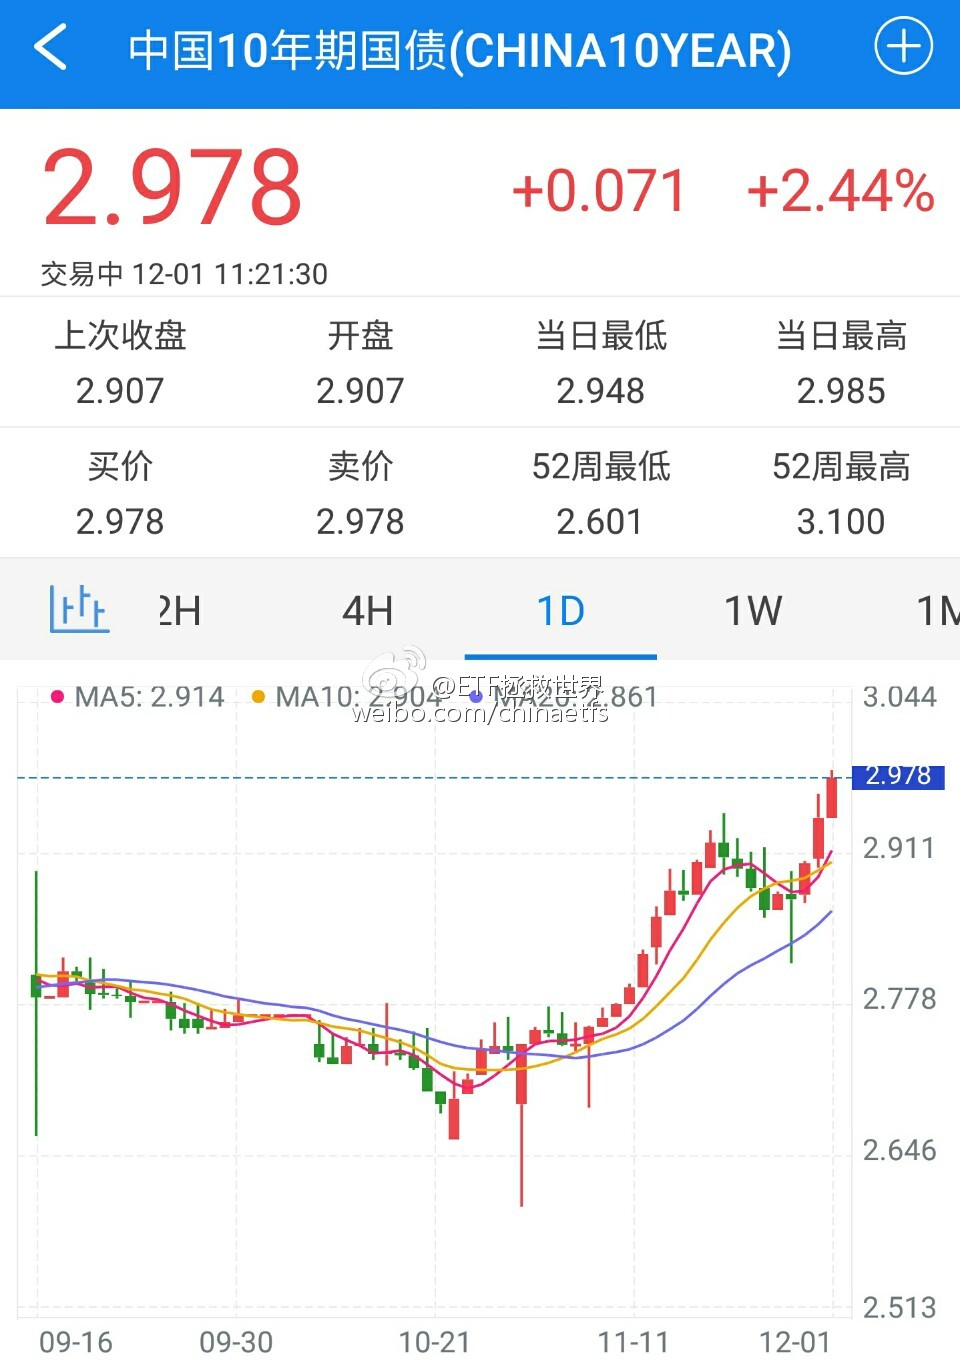 中国10年期国债(CHINA10YEAR)
2.978 +0.071 +2.44%
交易中 12-01 11:21:30
上次收盘 开盘 当日最低 当日最高
2.907 2.907 2.948 2.985
买价 卖价 52周最低 52周最高
2.978 2.978 2.601 3.100
2H 4H 1D 1W 1M
MA5: 2.914 MA10: 2.904 MA20: 2.861 3.044
@ETF拯救世界
weibo.com/chinaetfs
2.978
2.911
2.778
2.646
2.513
09-16 09-30 10-21 11-11 12-01